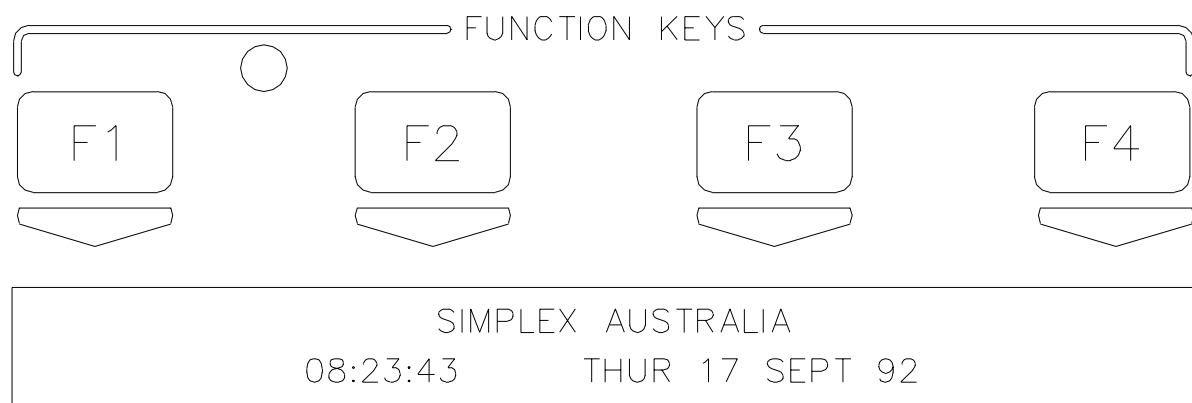 FUNCTION KEYS
F1 F2 F3 F4
SIMPLEX AUSTRALIA
08:23:43 THUR 17 SEPT 92